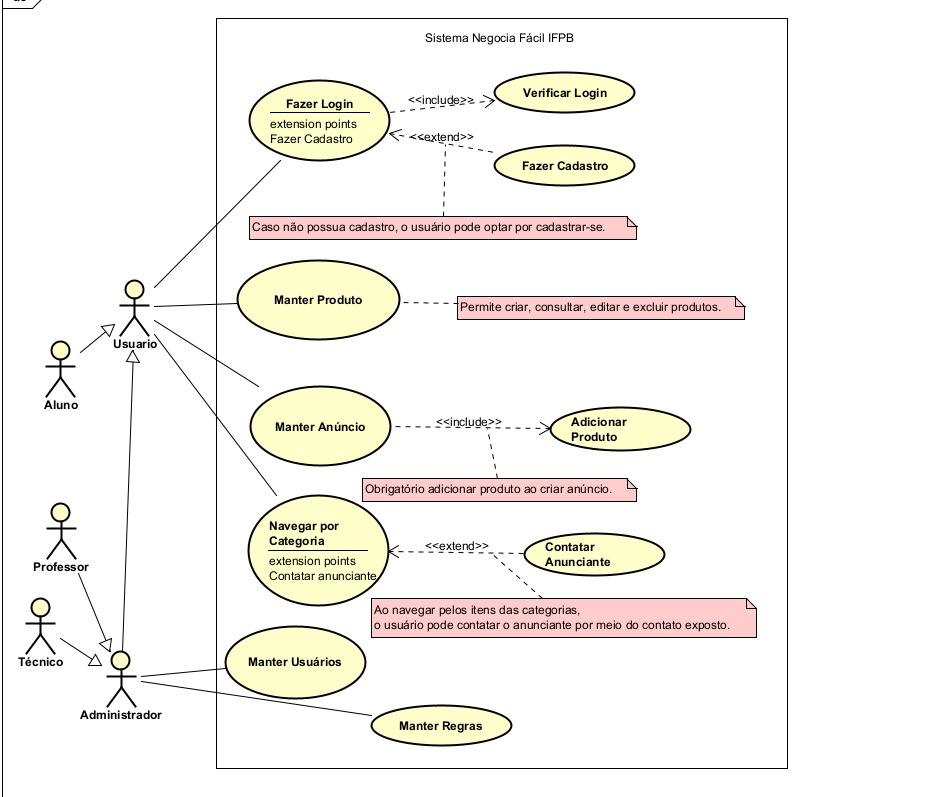 Sistema Negocia Fácil IFPB
Fazer Login
extension points
Fazer Cadastro
<<include>>
Verificar Login
<<extend>>
Fazer Cadastro
Caso não possua cadastro, o usuário pode optar por cadastrar-se.
Manter Produto
Permite criar, consultar, editar e excluir produtos.
Usuario
Aluno
Manter Anúncio
<<include>>
Adicionar
Produto
Obrigatório adicionar produto ao criar anúncio.
Navegar por
Categoria
extension points
Contatar anunciante
<<extend>>
Contatar
Anunciante
Professor
Ao navegar pelos itens das categorias,
o usuário pode contatar o anunciante por meio do contato exposto.
Técnico
Manter Usuários
Administrador
Manter Regras